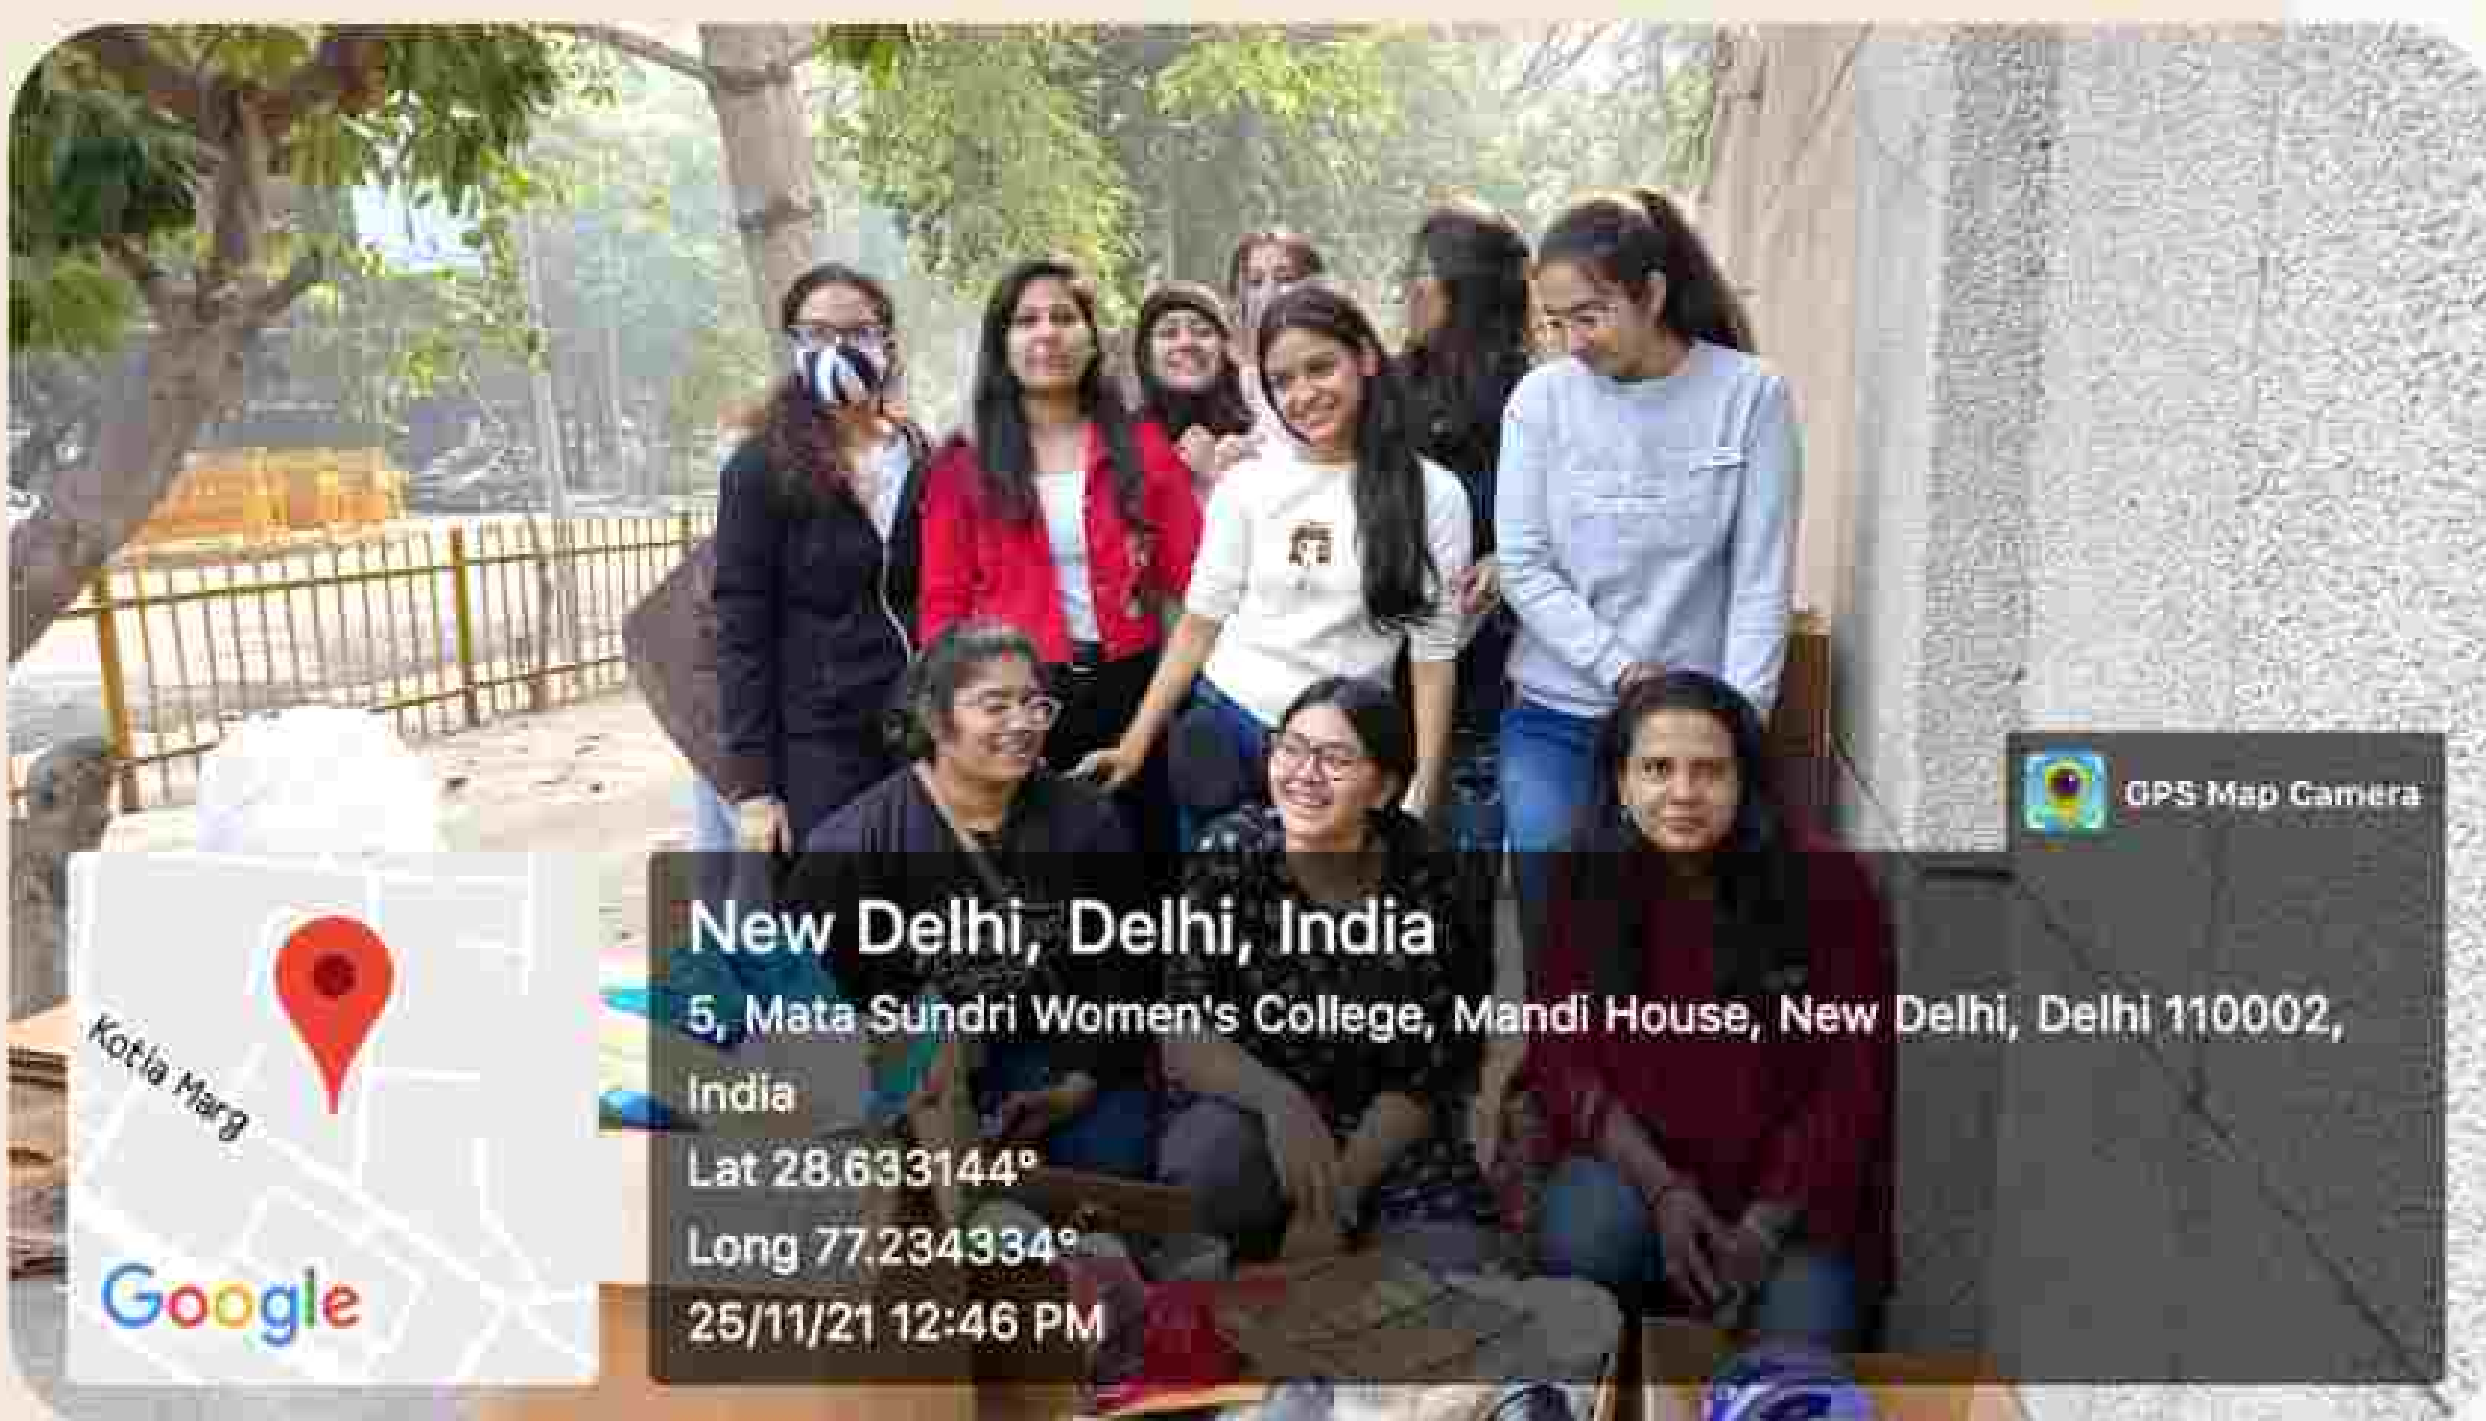 GPS Map Camera
New Delhi, Delhi, India
5, Mata Sundri Women's College, Mandi House, New Delhi, Delhi 110002,
India
Lat 28.633144°
Long 77.234334°
25/11/21 12:46 PM
Kotla Marg
Google